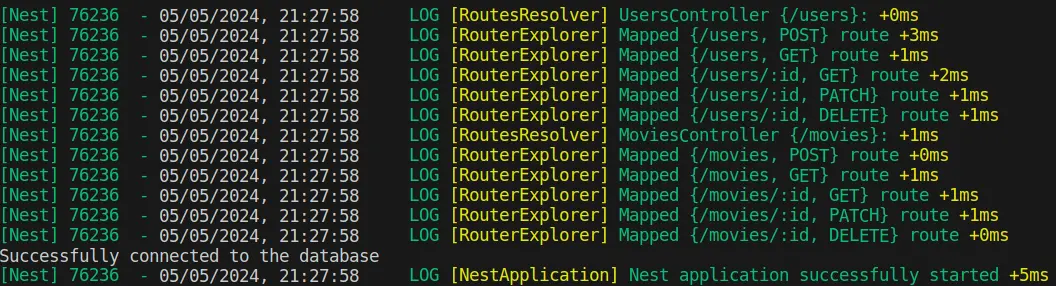 [Nest] 76236  - 05/05/2024, 21:27:58     LOG [RoutesResolver] UsersController {/users}: +0ms
[Nest] 76236  - 05/05/2024, 21:27:58     LOG [RouterExplorer] Mapped {/users, POST} route +3ms
[Nest] 76236  - 05/05/2024, 21:27:58     LOG [RouterExplorer] Mapped {/users, GET} route +1ms
[Nest] 76236  - 05/05/2024, 21:27:58     LOG [RouterExplorer] Mapped {/users/:id, GET} route +2ms
[Nest] 76236  - 05/05/2024, 21:27:58     LOG [RouterExplorer] Mapped {/users/:id, PATCH} route +1ms
[Nest] 76236  - 05/05/2024, 21:27:58     LOG [RouterExplorer] Mapped {/users/:id, DELETE} route +1ms
[Nest] 76236  - 05/05/2024, 21:27:58     LOG [RoutesResolver] MoviesController {/movies}: +1ms
[Nest] 76236  - 05/05/2024, 21:27:58     LOG [RouterExplorer] Mapped {/movies, POST} route +0ms
[Nest] 76236  - 05/05/2024, 21:27:58     LOG [RouterExplorer] Mapped {/movies, GET} route +1ms
[Nest] 76236  - 05/05/2024, 21:27:58     LOG [RouterExplorer] Mapped {/movies/:id, GET} route +1ms
[Nest] 76236  - 05/05/2024, 21:27:58     LOG [RouterExplorer] Mapped {/movies/:id, PATCH} route +1ms
[Nest] 76236  - 05/05/2024, 21:27:58     LOG [RouterExplorer] Mapped {/movies/:id, DELETE} route +0ms
Successfully connected to the database
[Nest] 76236  - 05/05/2024, 21:27:58     LOG [NestApplication] Nest application successfully started +5ms